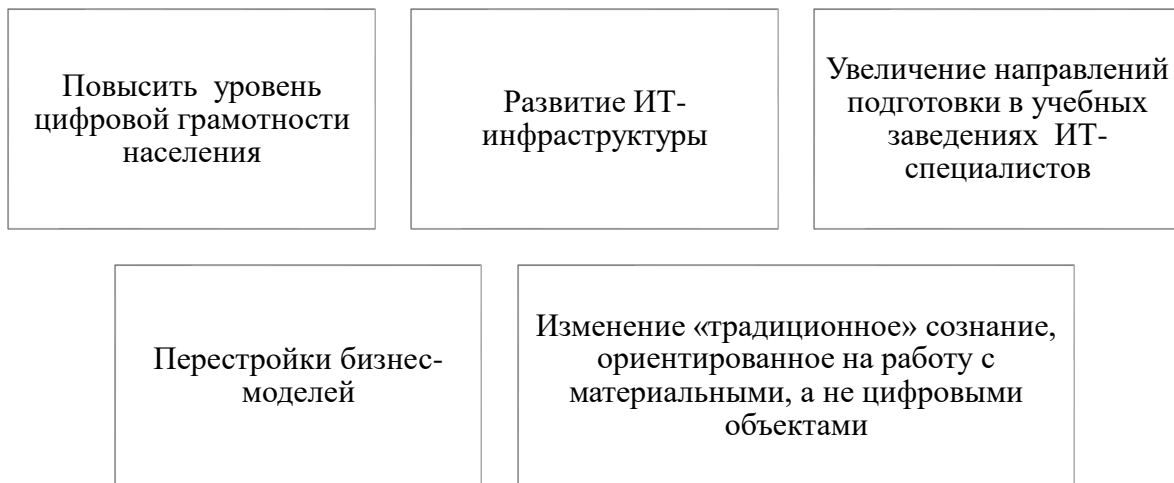 Повысить уровень
цифровой грамотности
населения
Развитие ИТ-
инфраструктуры
Увеличение направлений
подготовки в учебных
заведениях ИТ-
специалистов
Перестройки бизнес-
моделей
Изменение «традиционное» сознание,
ориентированное на работу с
материальными, а не цифровыми
объектами